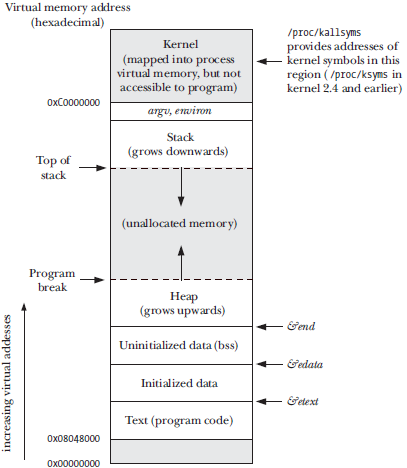 Virtual memory address
(hexadecimal)
/proc/kallsyms
provides addresses of
kernel symbols in this
region (/proc/ksyms in
kernel 2.4 and earlier)
Kernel
(mapped into process
virtual memory, but not
accessible to program)
0xC0000000
argv, environ
Stack
(grows downwards)
Top of
stack
(unallocated memory)
Program
break
Heap
(grows upwards)
&end
Uninitialized data (bss)
&edata
Initialized data
&etext
Text (program code)
0x08048000
0x00000000
increasing virtual addesses